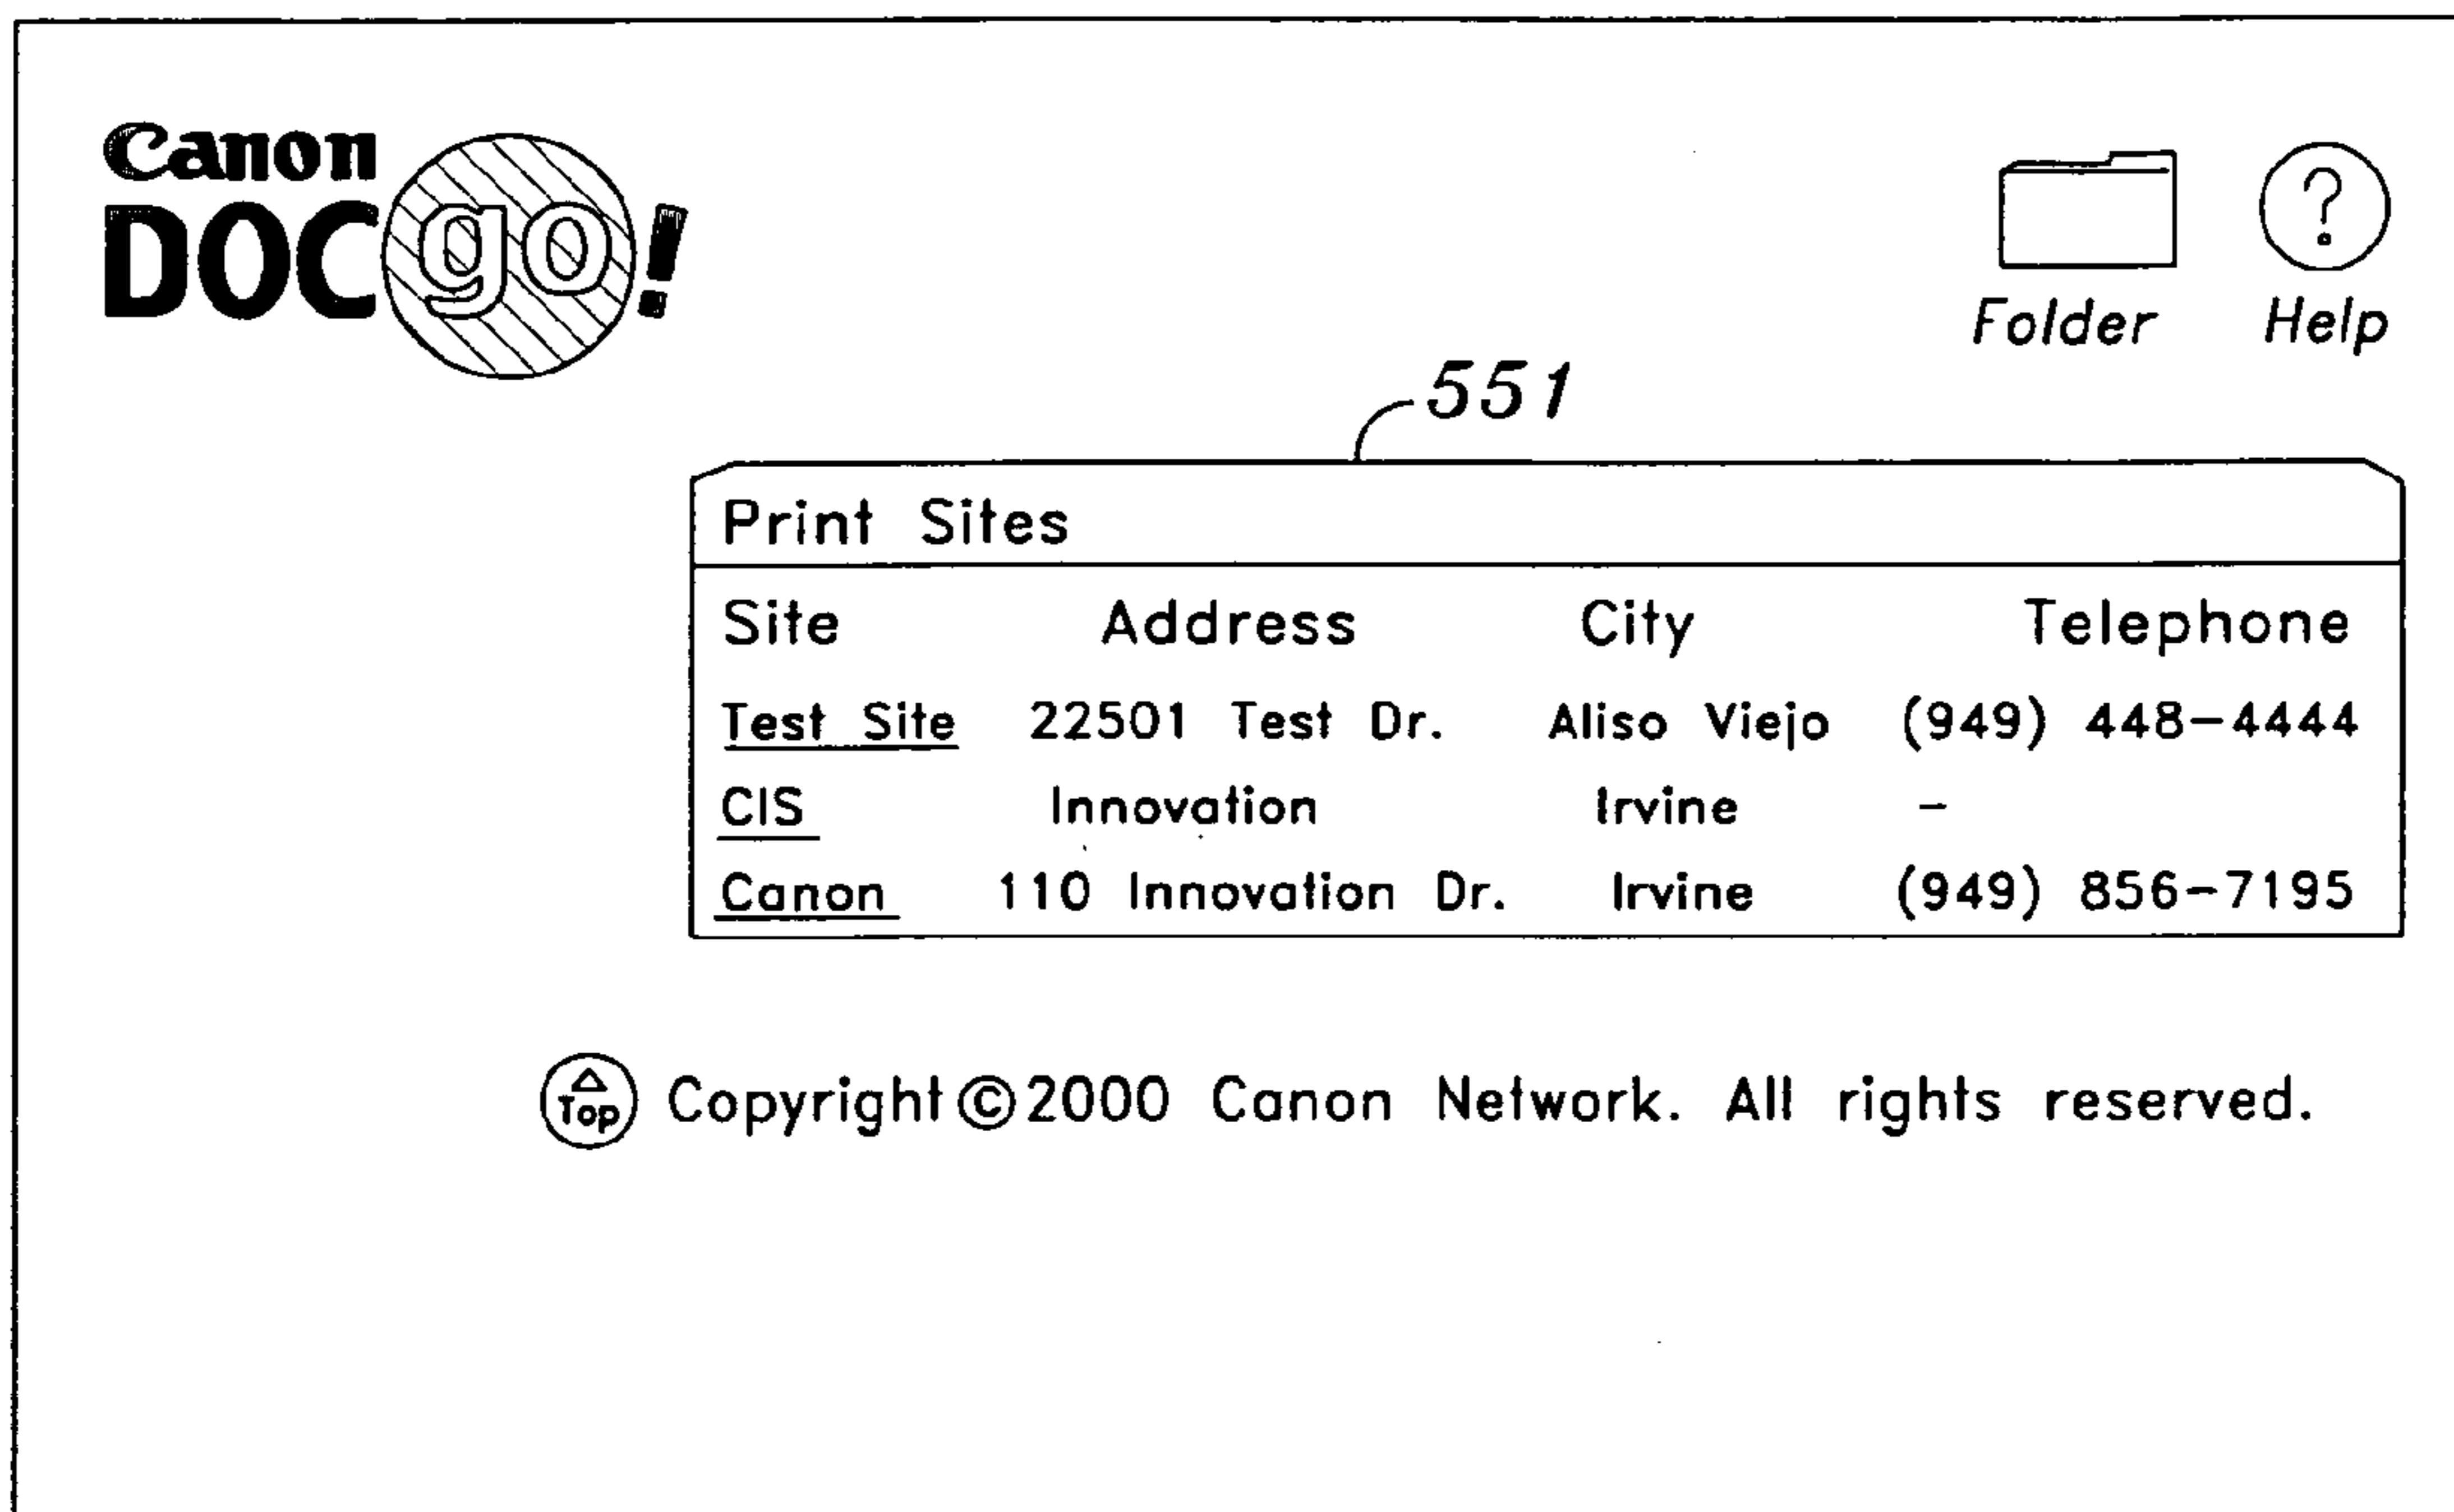 Canon
DOC go!
Folder Help
551
Print Sites
Site Address City Telephone
Test Site 22501 Test Dr. Aliso Viejo (949) 448-4444
CIS Innovation Irvine -
Canon 110 Innovation Dr. Irvine (949) 856-7195
Top Copyright©2000 Canon Network. All rights reserved.